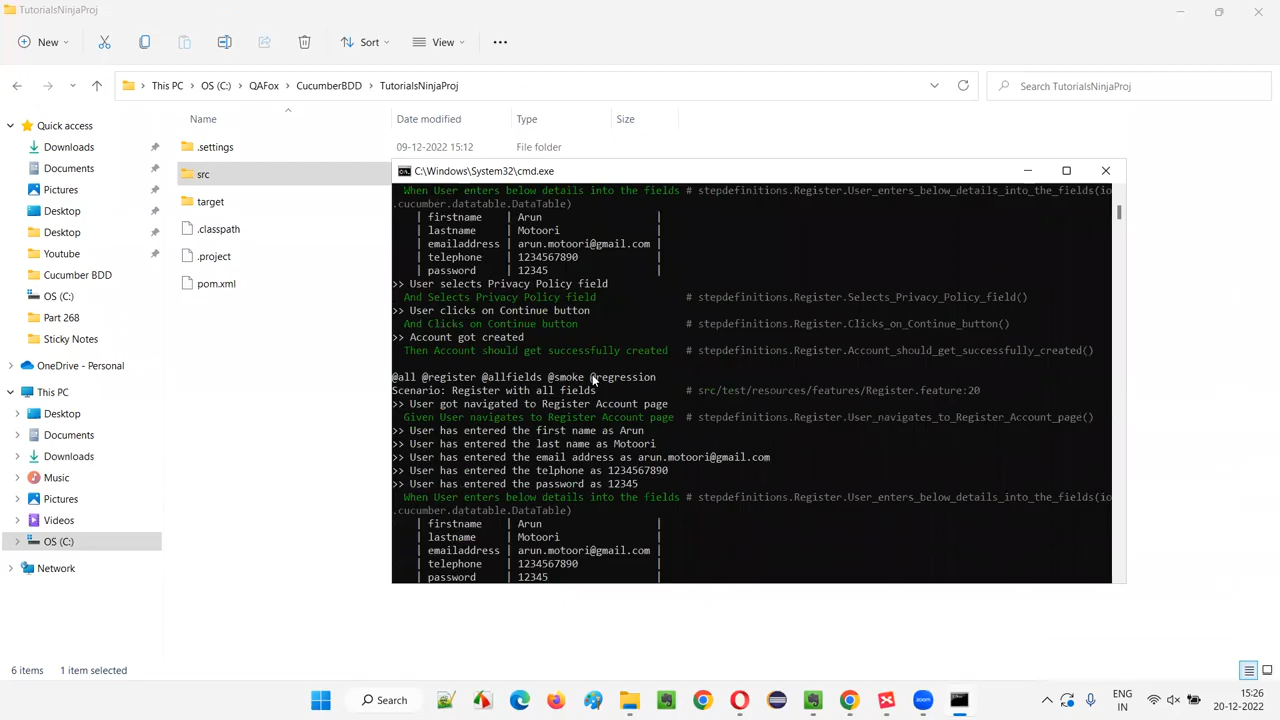 TutorialsNinjaProj
New
Sort
View
This PC
OS (C:)
QAFox
CucumberBDD
TutorialsNinjaProj
Search TutorialsNinjaProj
Name
Date modified
Type
Size
Quick access
Downloads
Documents
Pictures
Desktop
Desktop
Youtube
Cucumber BDD
OS (C:)
Part 268
Sticky Notes
OneDrive - Personal
This PC
Desktop
Documents
Downloads
Music
Pictures
Videos
OS (C:)
Network
.settings
09-12-2022 15:12
File folder
src
target
.classpath
.project
pom.xml
C:\Windows\System32\cmd.exe
When User enters below details into the fields # stepdefinitions.Register.User_enters_below_details_into_the_fields(io
.cucumber.datatable.DataTable)
| firstname | Arun |
| lastname | Motoori |
| emailaddress | arun.motoori@gmail.com |
| telephone | 1234567890 |
| password | 12345 |
>> User selects Privacy Policy field
And Selects Privacy Policy field # stepdefinitions.Register.Selects_Privacy_Policy_field()
>> User clicks on Continue button
And Clicks on Continue button # stepdefinitions.Register.Clicks_on_Continue_button()
>> Account got created
Then Account should get successfully created # stepdefinitions.Register.Account_should_get_successfully_created()
@all @register @allfields @smoke @regression
Scenario: Register with all fields # src/test/resources/features/Register.feature:20
>> User got navigated to Register Account page
Given User navigates to Register Account page # stepdefinitions.Register.User_navigates_to_Register_Account_page()
>> User has entered the first name as Arun
>> User has entered the last name as Motoori
>> User has entered the email address as arun.motoori@gmail.com
>> User has entered the telphone as 1234567890
>> User has entered the password as 12345
When User enters below details into the fields # stepdefinitions.Register.User_enters_below_details_into_the_fields(io
.cucumber.datatable.DataTable)
| firstname | Arun |
| lastname | Motoori |
| emailaddress | arun.motoori@gmail.com |
| telephone | 1234567890 |
| password | 12345 |
6 items
1 item selected
Search
ENG
IN
15:26
20-12-2022